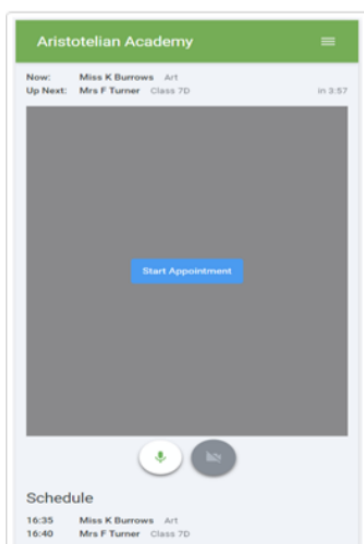 Aristotelian Academy
Now: Miss K Burrows Art
Up Next: Mrs F Turner Class 7D in 3:57
Start Appointment
Schedule
16:35 Miss K Burrows Art
16:40 Mrs F Turner Class 7D